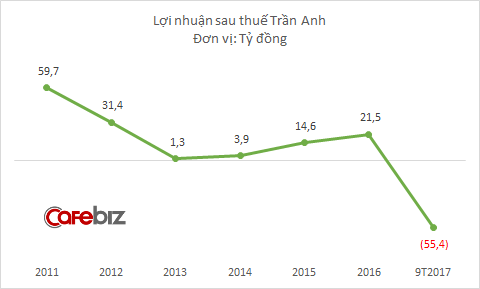 Lợi nhuận sau thuế Trần Anh
Đơn vị: Tỷ đồng
59,7
31,4
1,3
3,9
14,6
21,5
(55,4)
CafeBiz
2011 2012 2013 2014 2015 2016 9T2017